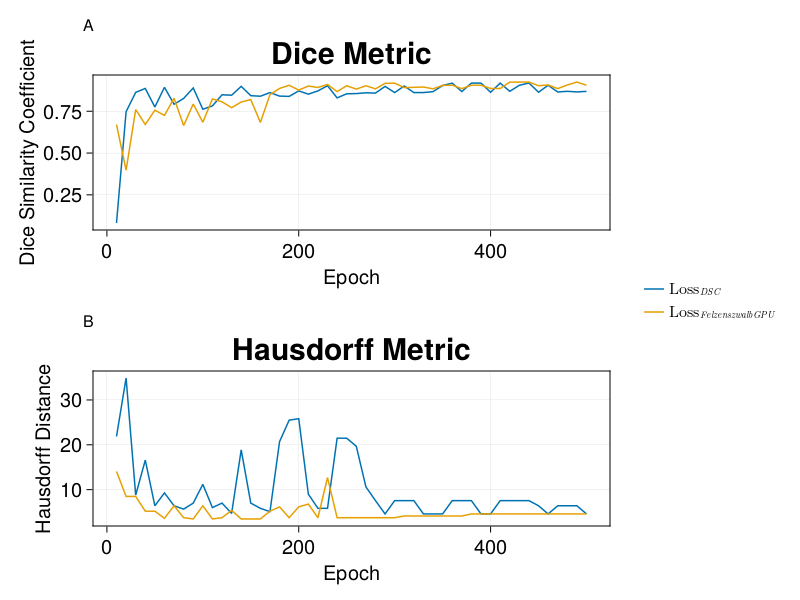 A
Dice Metric
Dice Similarity Coefficient
0.75
0.50
0.25
0
200
400
Epoch
Loss_DSC
Loss_FelzenszwalbGPU
B
Hausdorff Metric
Hausdorff Distance
30
20
10
0
200
400
Epoch